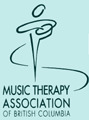 MUSIC THERAPY
ASSOCIATION
OF BRITISH COLUMBIA